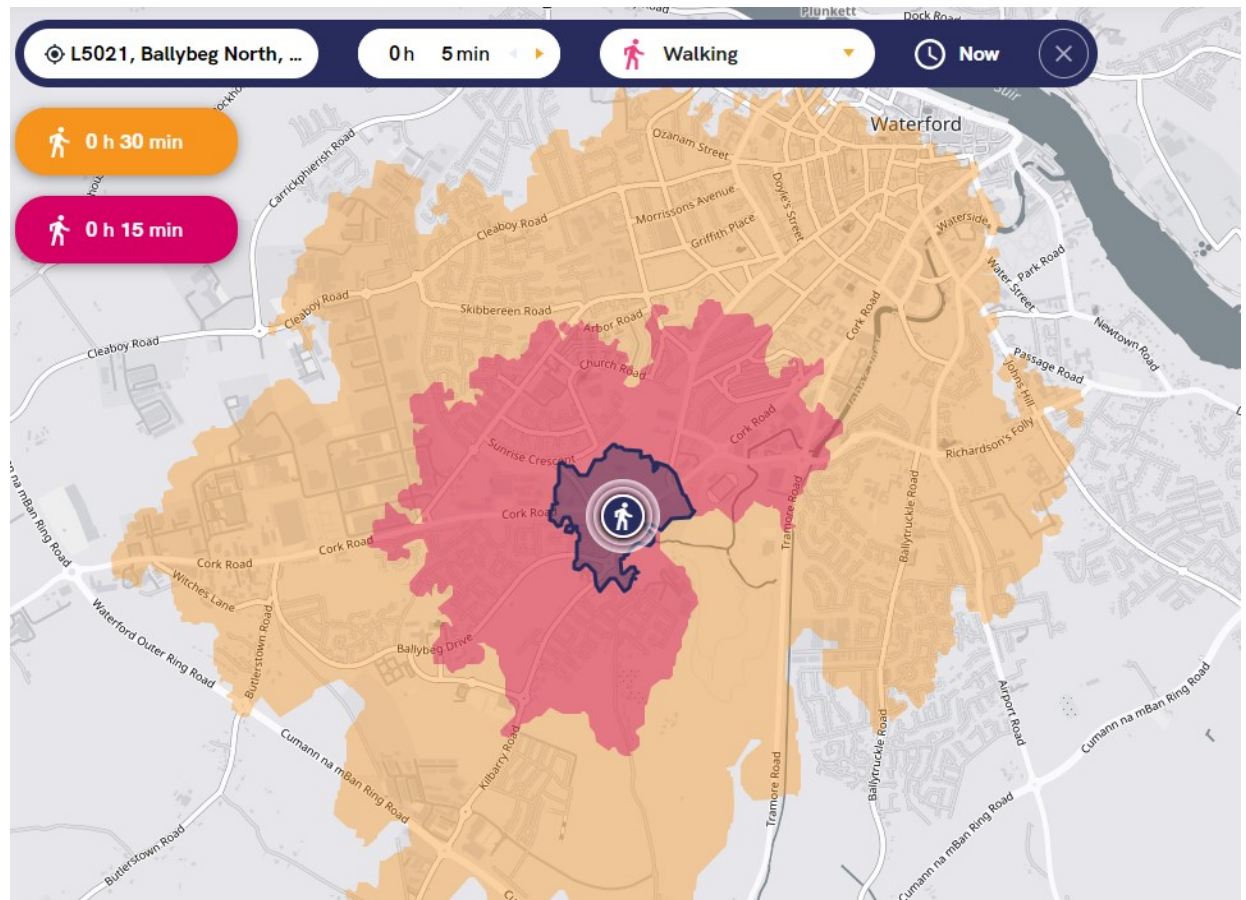 Plunkett
Road
Dock Road
L5021, Ballybeg North, ...
0 h 5 min
Walking
Now
Suir
Waterford
0 h 30 min
Carrickphierish Road
Ozanam Street
Doyle's Street
Morrissons Avenue
Griffith Place
Cleaboy Road
Waterside
0 h 15 min
Park Road
Water Street
Cleaboy Road
Skibbereen Road
Arbor Road
Cork Road
Newtown Road
Cleaboy Road
Passage Road
Church Road
Johns Hill
Cork Road
Sunrise Crescent
Richardson's Folly
Cumann na mBan Ring Road
Cork Road
Tramore Road
Ballytruckle Road
Cork Road
Cork Road
Witches Lane
Waterford Outer Ring Road
Ballybeg Drive
Butlerstown Road
Airport Road
Cumann na mBan Ring Road
Kilbarry Road
Cumann na mBan Ring Road
Tramore Road
Ballytruckle Road
Butlerstown Road
Cumann na mBan Ring Road